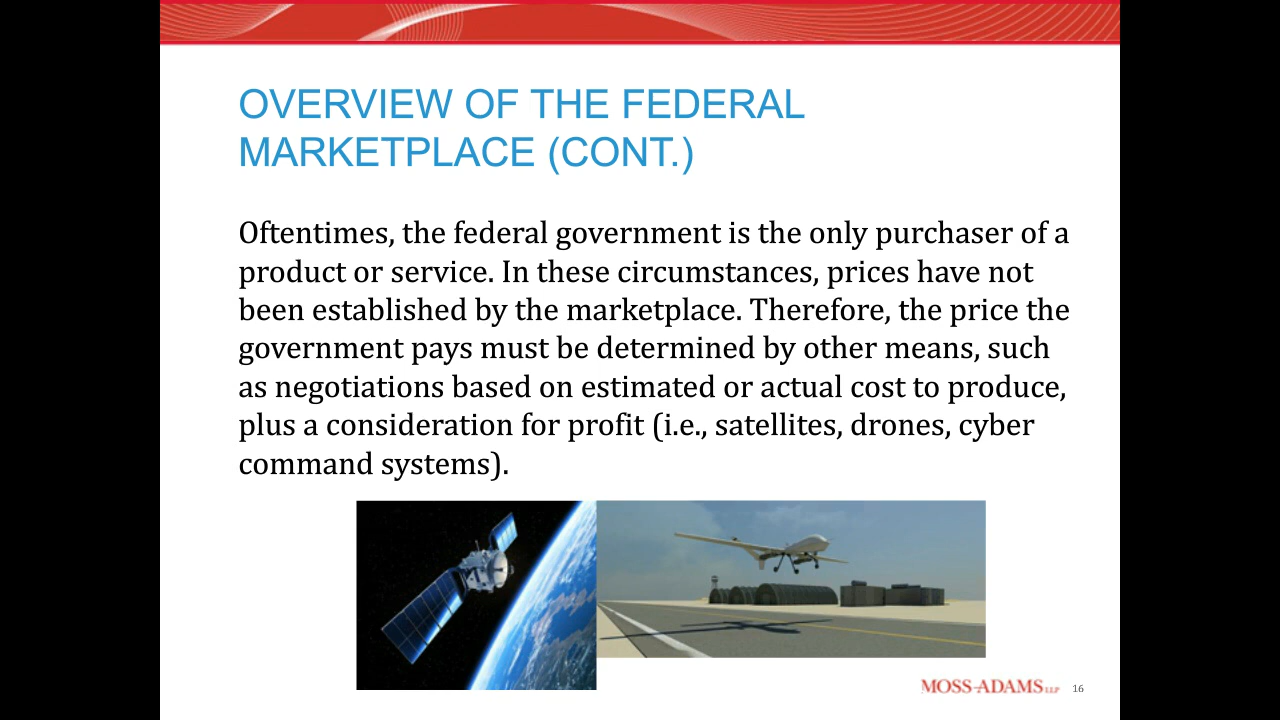 OVERVIEW OF THE FEDERAL
MARKETPLACE (CONT.)
Oftentimes, the federal government is the only purchaser of a
product or service. In these circumstances, prices have not
been established by the marketplace. Therefore, the price the
government pays must be determined by other means, such
as negotiations based on estimated or actual cost to produce,
plus a consideration for profit (i.e., satellites, drones, cyber
command systems).
MOSS-ADAMS LLP 16